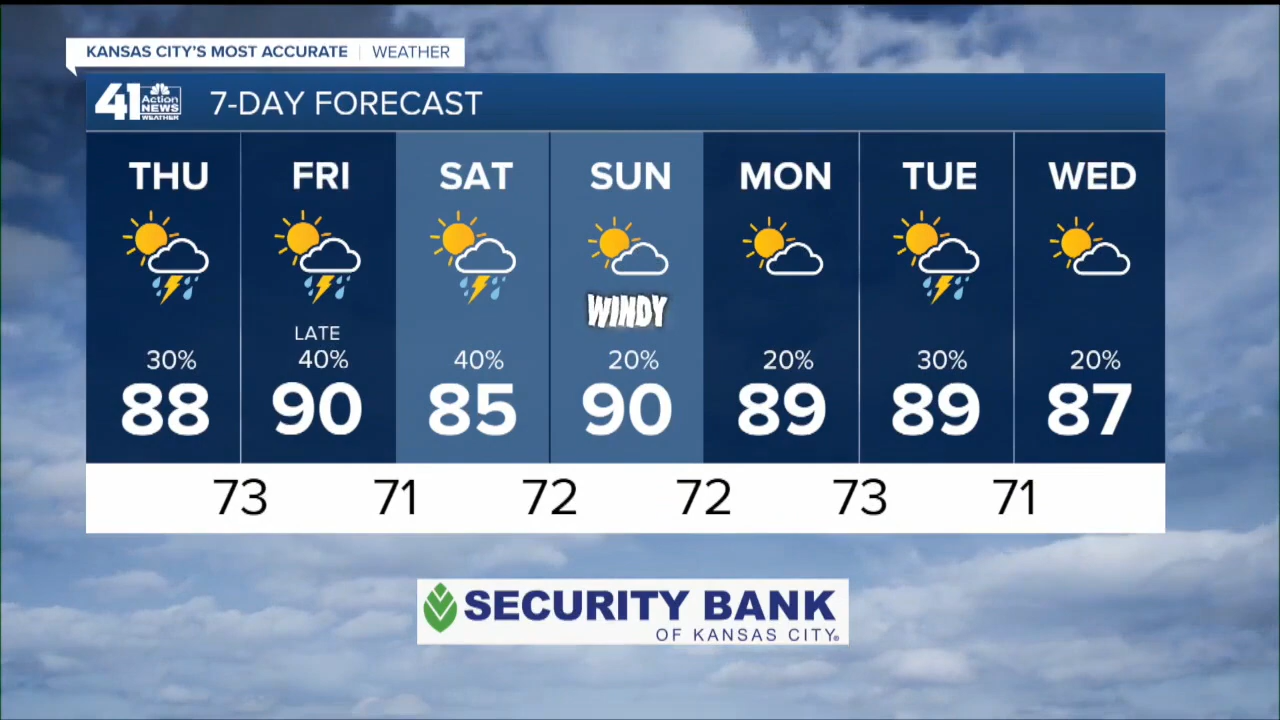 KANSAS CITY'S MOST ACCURATE | WEATHER
41 Action NEWS WEATHER
7-DAY FORECAST
THU FRI SAT SUN MON TUE WED
WINDY
LATE
30% 40% 40% 20% 20% 30% 20%
88 90 85 90 89 89 87
73 71 72 72 73 71
SECURITY BANK
OF KANSAS CITY®